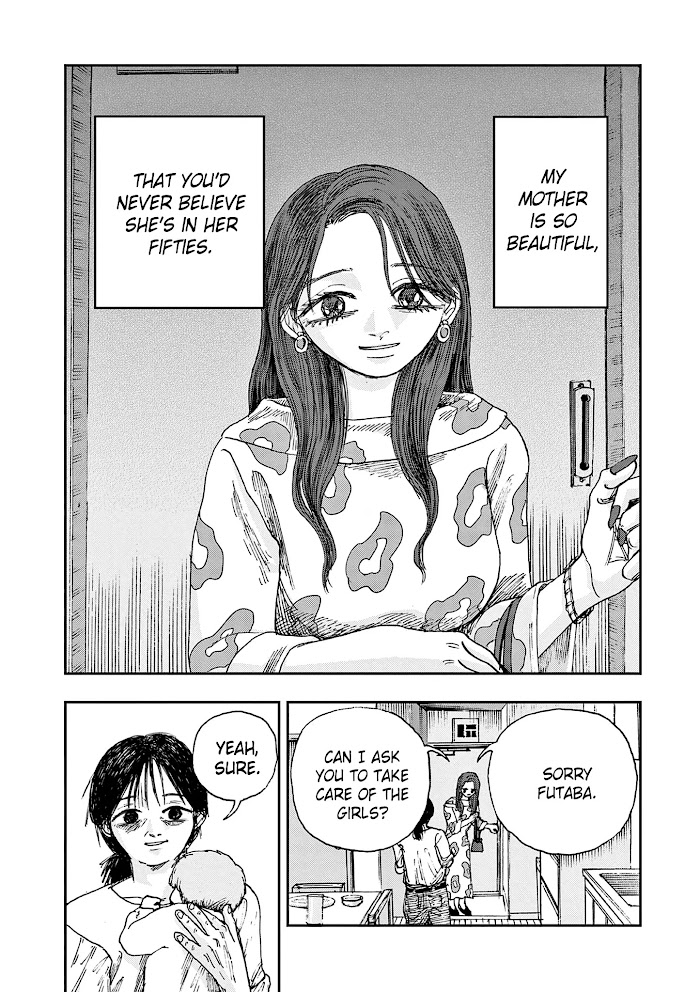 MY
MOTHER
IS SO
BEAUTIFUL,
THAT YOU'D
NEVER BELIEVE
SHE'S IN HER
FIFTIES.
SORRY
FUTABA.
CAN I ASK
YOU TO TAKE
CARE OF THE
GIRLS?
YEAH,
SURE.